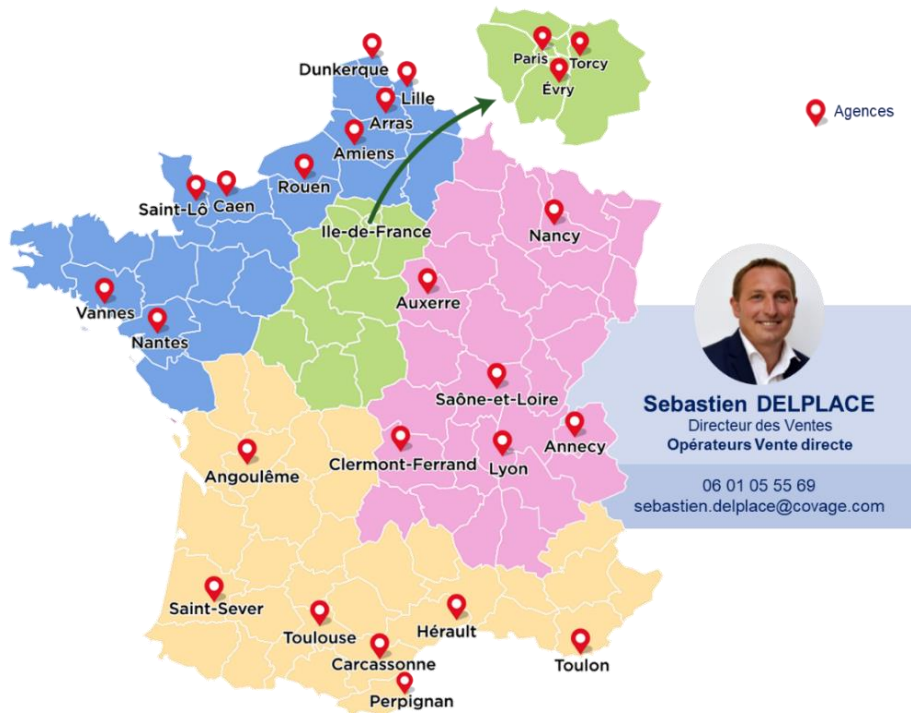 Dunkerque
Lille
Arras
Amiens
Rouen
Saint-Lô
Caen
Vannes
Nantes
Ile-de-France
Paris
Torcy
Évry
Agences
Nancy
Auxerre
Saône-et-Loire
Clermont-Ferrand
Lyon
Annecy
Angoulême
Saint-Sever
Toulouse
Hérault
Carcassonne
Perpignan
Toulon
Sebastien DELPLACE
Directeur des Ventes
Opérateurs Vente directe
06 01 05 55 69
sebastien.delplace@covage.com